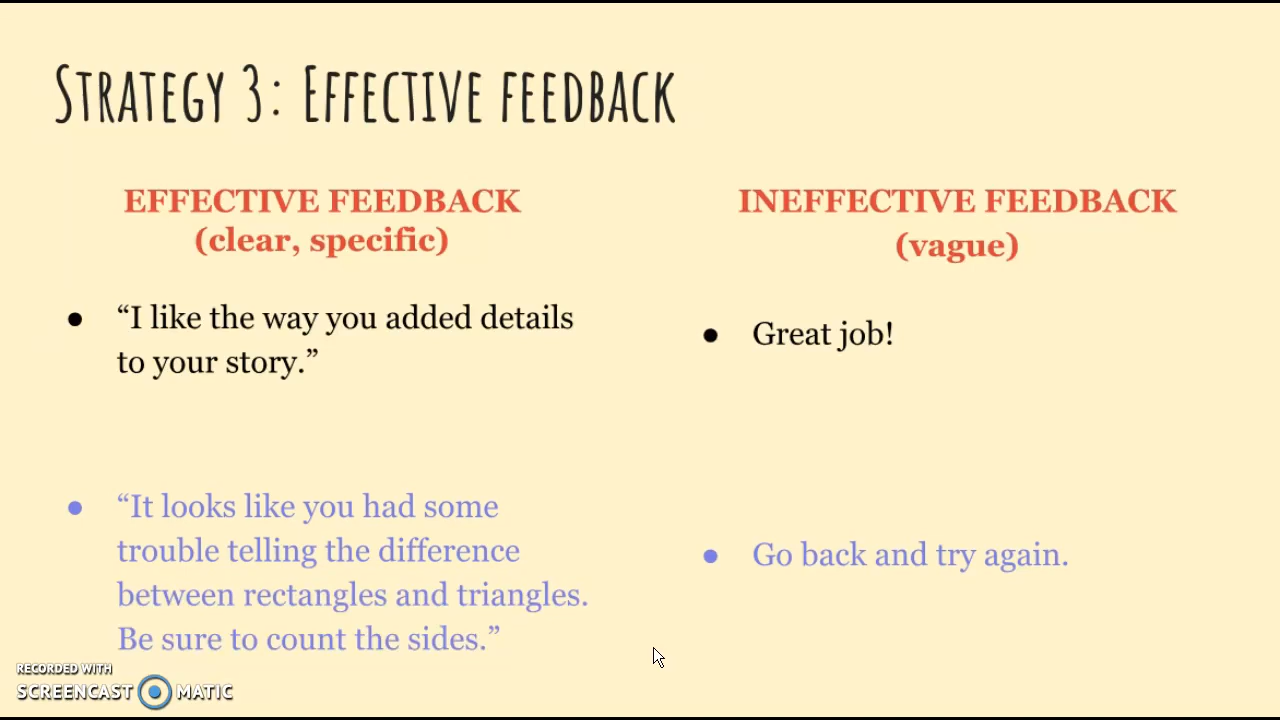 Strategy 3: Effective feedback
EFFECTIVE FEEDBACK
(clear, specific)
● “I like the way you added details
to your story.”
● “It looks like you had some
trouble telling the difference
between rectangles and triangles.
Be sure to count the sides.”
INEFFECTIVE FEEDBACK
(vague)
● Great job!
● Go back and try again.
RECORDED WITH
SCREENCAST MATIC